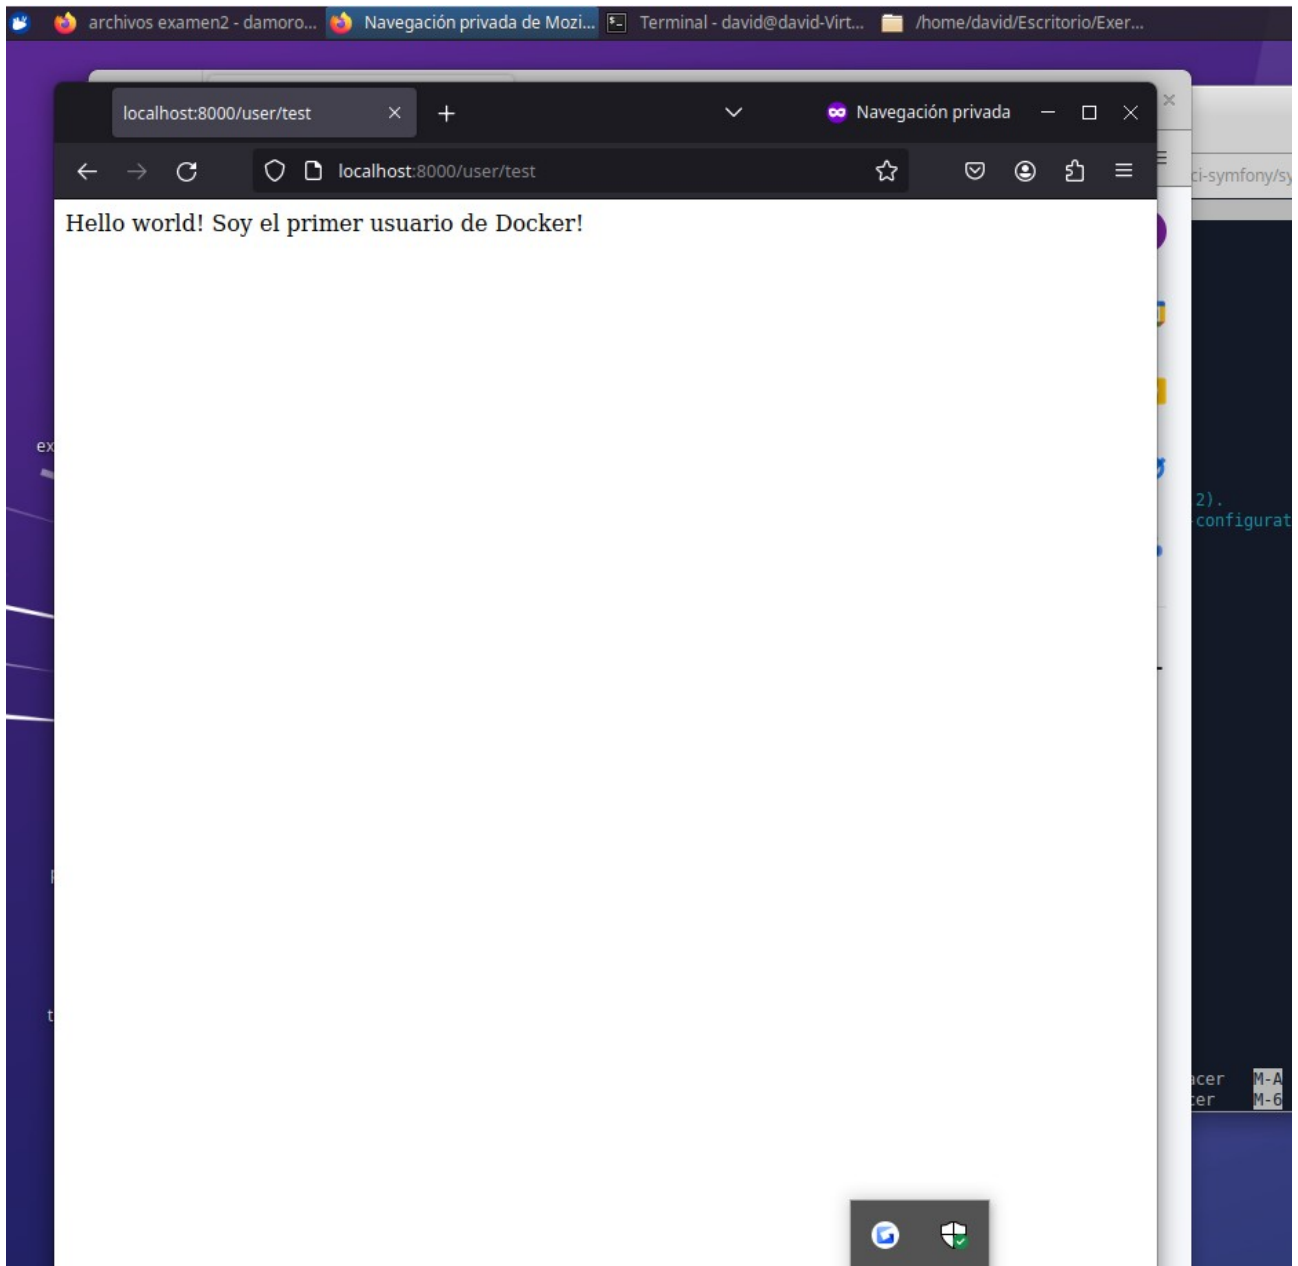 archivos examen2 - damoro... Navegación privada de Mozi... Terminal - david@david-Virt... /home/david/Escritorio/Exer...
localhost:8000/user/test Navegación privada
localhost:8000/user/test
ci-symfony/sy
Hello world! Soy el primer usuario de Docker!
ex
2).
-configurat
t
acer M-A
cer M-6